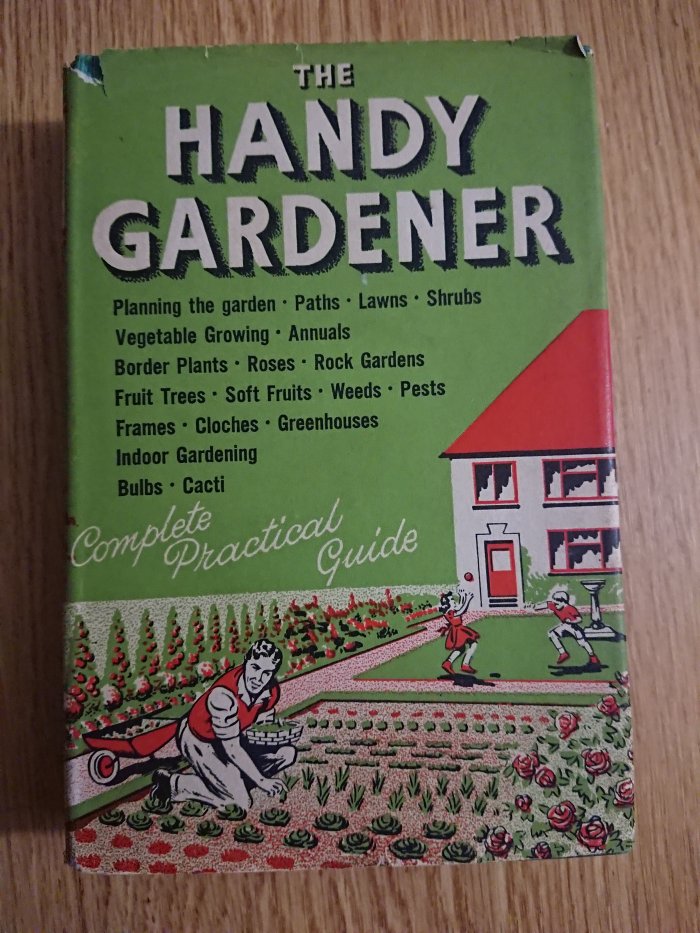 THE
HANDY
GARDENER
Planning the garden · Paths · Lawns · Shrubs
Vegetable Growing · Annuals
Border Plants · Roses · Rock Gardens
Fruit Trees · Soft Fruits · Weeds · Pests
Frames · Cloches · Greenhouses
Indoor Gardening
Bulbs · Cacti
Complete
Practical
Guide